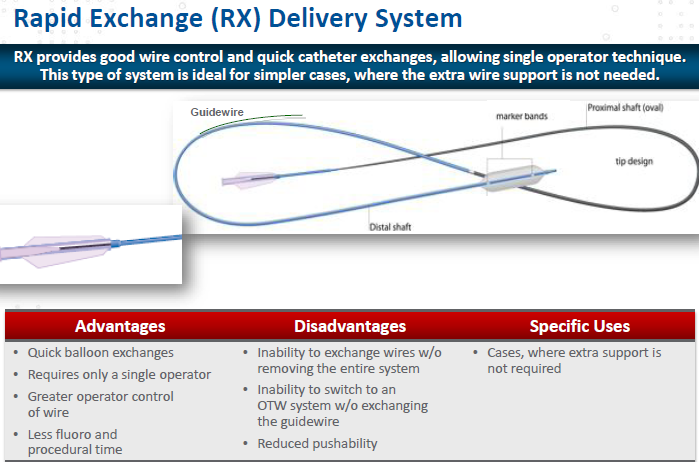 Rapid Exchange (RX) Delivery System
RX provides good wire control and quick catheter exchanges, allowing single operator technique.
This type of system is ideal for simpler cases, where the extra wire support is not needed.
Guidewire
marker bands
Proximal shaft (oval)
tip design
Distal shaft
Advantages
• Quick balloon exchanges
• Requires only a single operator
• Greater operator control
of wire
• Less fluoro and
procedural time
Disadvantages
• Inability to exchange wires w/o
removing the entire system
• Inability to switch to an
OTW system w/o exchanging
the guidewire
• Reduced pushability
Specific Uses
• Cases, where extra support is
not required